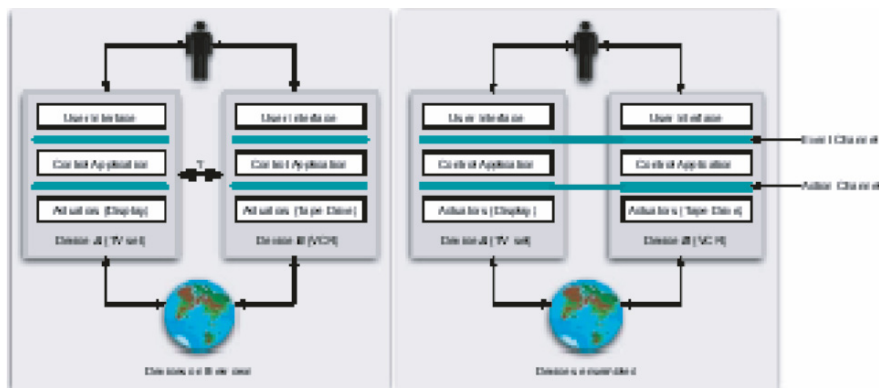 User Interface
User Interface
Control Application
?
Control Application
Actuators (Display)
Actuators (Tape Drive)
Device A (TV set)
Device B (VCR)
User Interface
User Interface
Event Channel
Control Application
Control Application
Action Channel
Actuators (Display)
Actuators (Tape Drive)
Device A (TV set)
Device B (VCR)
Devices
Devices